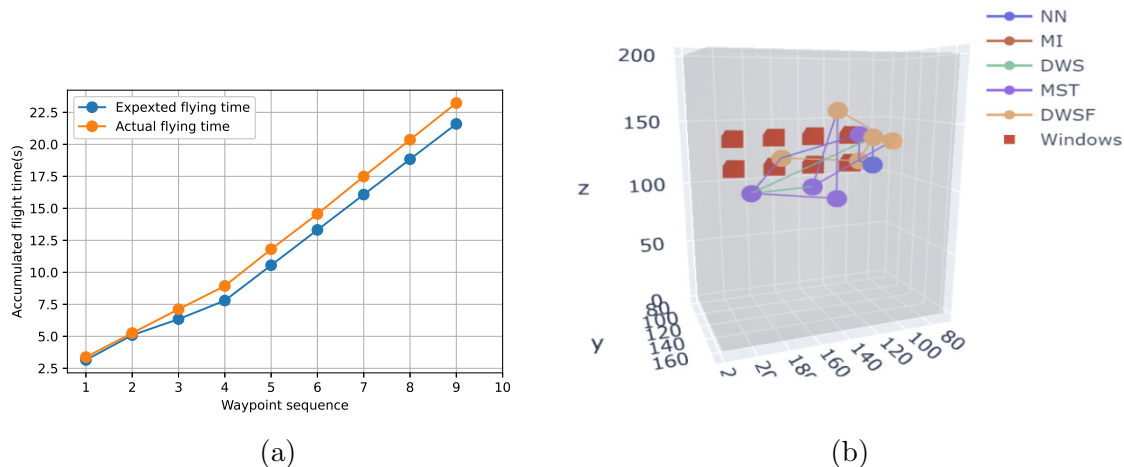 Expexted flying time
Actual flying time
Accumulated flight time(s)
22.5
20.0
17.5
15.0
12.5
10.0
7.5
5.0
2.5
1 2 3 4 5 6 7 8 9 10
Waypoint sequence
(a)
NN
MI
DWS
MST
DWSF
Windows
200
150
100
50
0
z
80
100
120
140
160
y
180 160 140 120 100 80
(b)